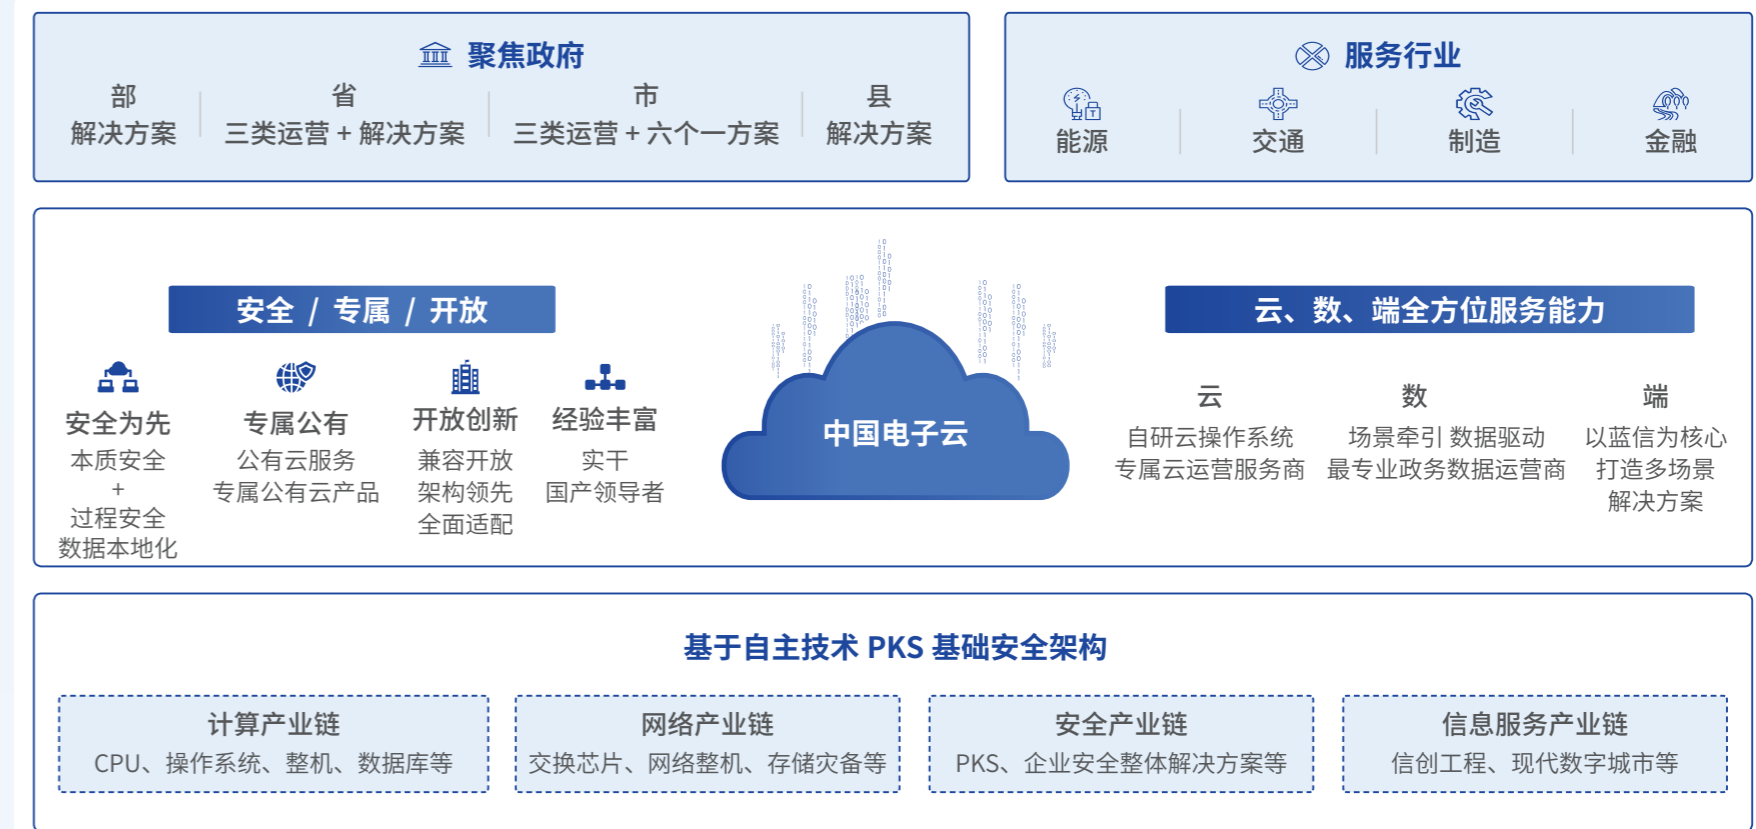 聚焦政府
部
解决方案
省
三类运营 + 解决方案
市
三类运营 + 六个一方案
县
解决方案
服务行业
能源
交通
制造
金融
安全 / 专属 / 开放
安全为先
本质安全
+
过程安全
数据本地化
专属公有
公有云服务
专属公有云产品
开放创新
兼容开放
架构领先
全面适配
经验丰富
实干
国产领导者
中国电子云
云、数、端全方位服务能力
云
自研云操作系统
专属云运营服务商
数
场景牵引 数据驱动
最专业政务数据运营商
端
以蓝信为核心
打造多场景
解决方案
基于自主技术 PKS 基础安全架构
计算产业链
CPU、操作系统、整机、数据库等
网络产业链
交换芯片、网络整机、存储灾备等
安全产业链
PKS、企业安全整体解决方案等
信息服务产业链
信创工程、现代数字城市等